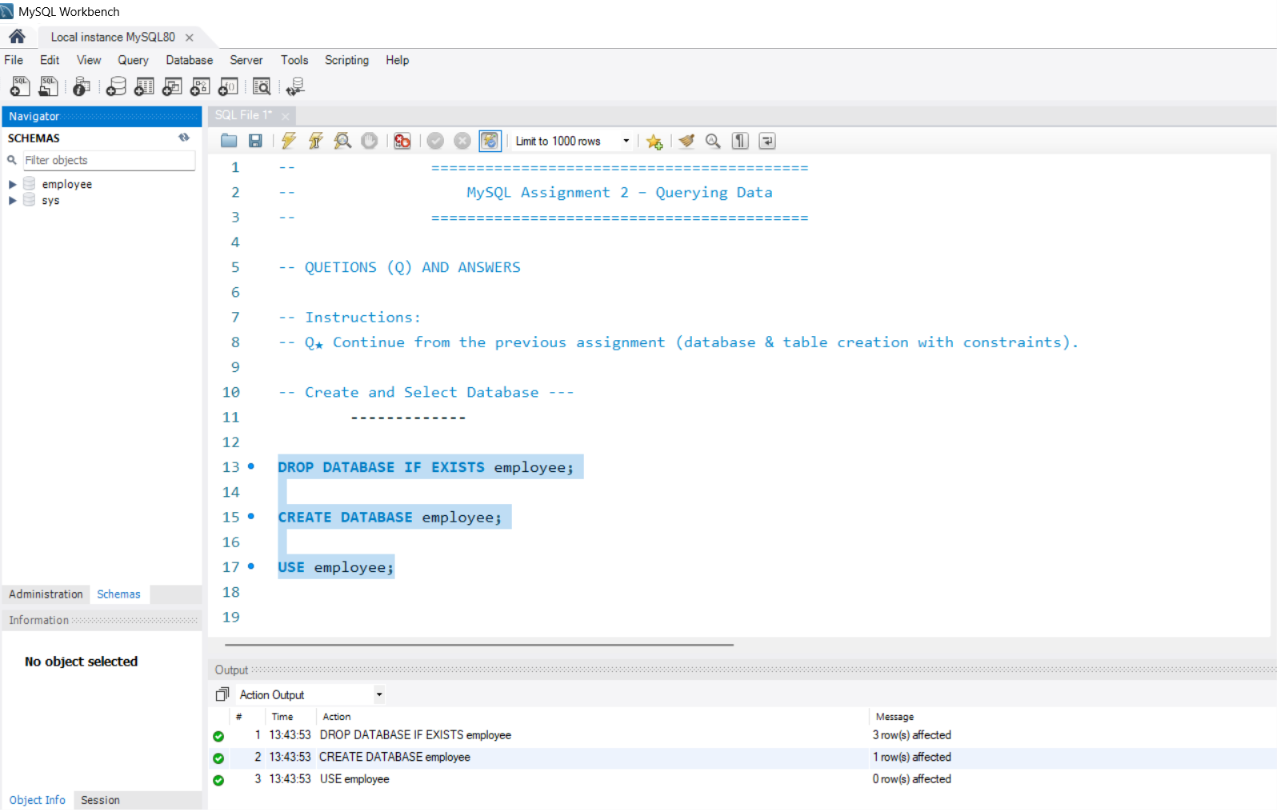 MySQL Workbench
Local instance MySQL80 ×
File Edit View Query Database Server Tools Scripting Help
Navigator
SCHEMAS
Filter objects
employee
sys
Administration Schemas
Information
No object selected
Object Info Session
SQL File 1* ×
Limit to 1000 rows
1 -- ==========================================
2 -- MySQL Assignment 2 – Querying Data
3 -- ==========================================
4
5 -- QUETIONS (Q) AND ANSWERS
6
7 -- Instructions:
8 -- Q★ Continue from the previous assignment (database & table creation with constraints).
9
10 -- Create and Select Database ---
11 -------------
12
13 DROP DATABASE IF EXISTS employee;
14
15 CREATE DATABASE employee;
16
17 USE employee;
18
19
Output
Action Output
# Time Action Message
1 13:43:53 DROP DATABASE IF EXISTS employee 3 row(s) affected
2 13:43:53 CREATE DATABASE employee 1 row(s) affected
3 13:43:53 USE employee 0 row(s) affected